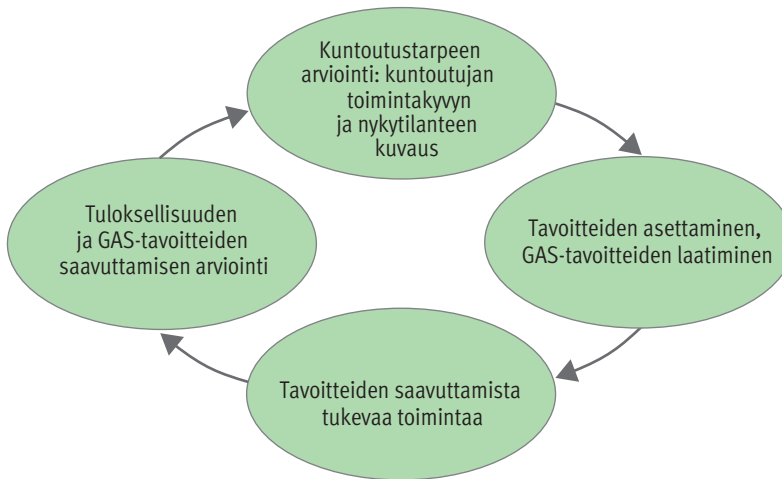 Kuntoutustarpeen
arviointi: kuntoutujan
toimintakyvyn
ja nykytilanteen
kuvaus
Tavoitteiden asettaminen,
GAS-tavoitteiden laatiminen
Tavoitteiden saavuttamista
tukevaa toimintaa
Tuloksellisuuden
ja GAS-tavoitteiden
saavuttamisen arviointi